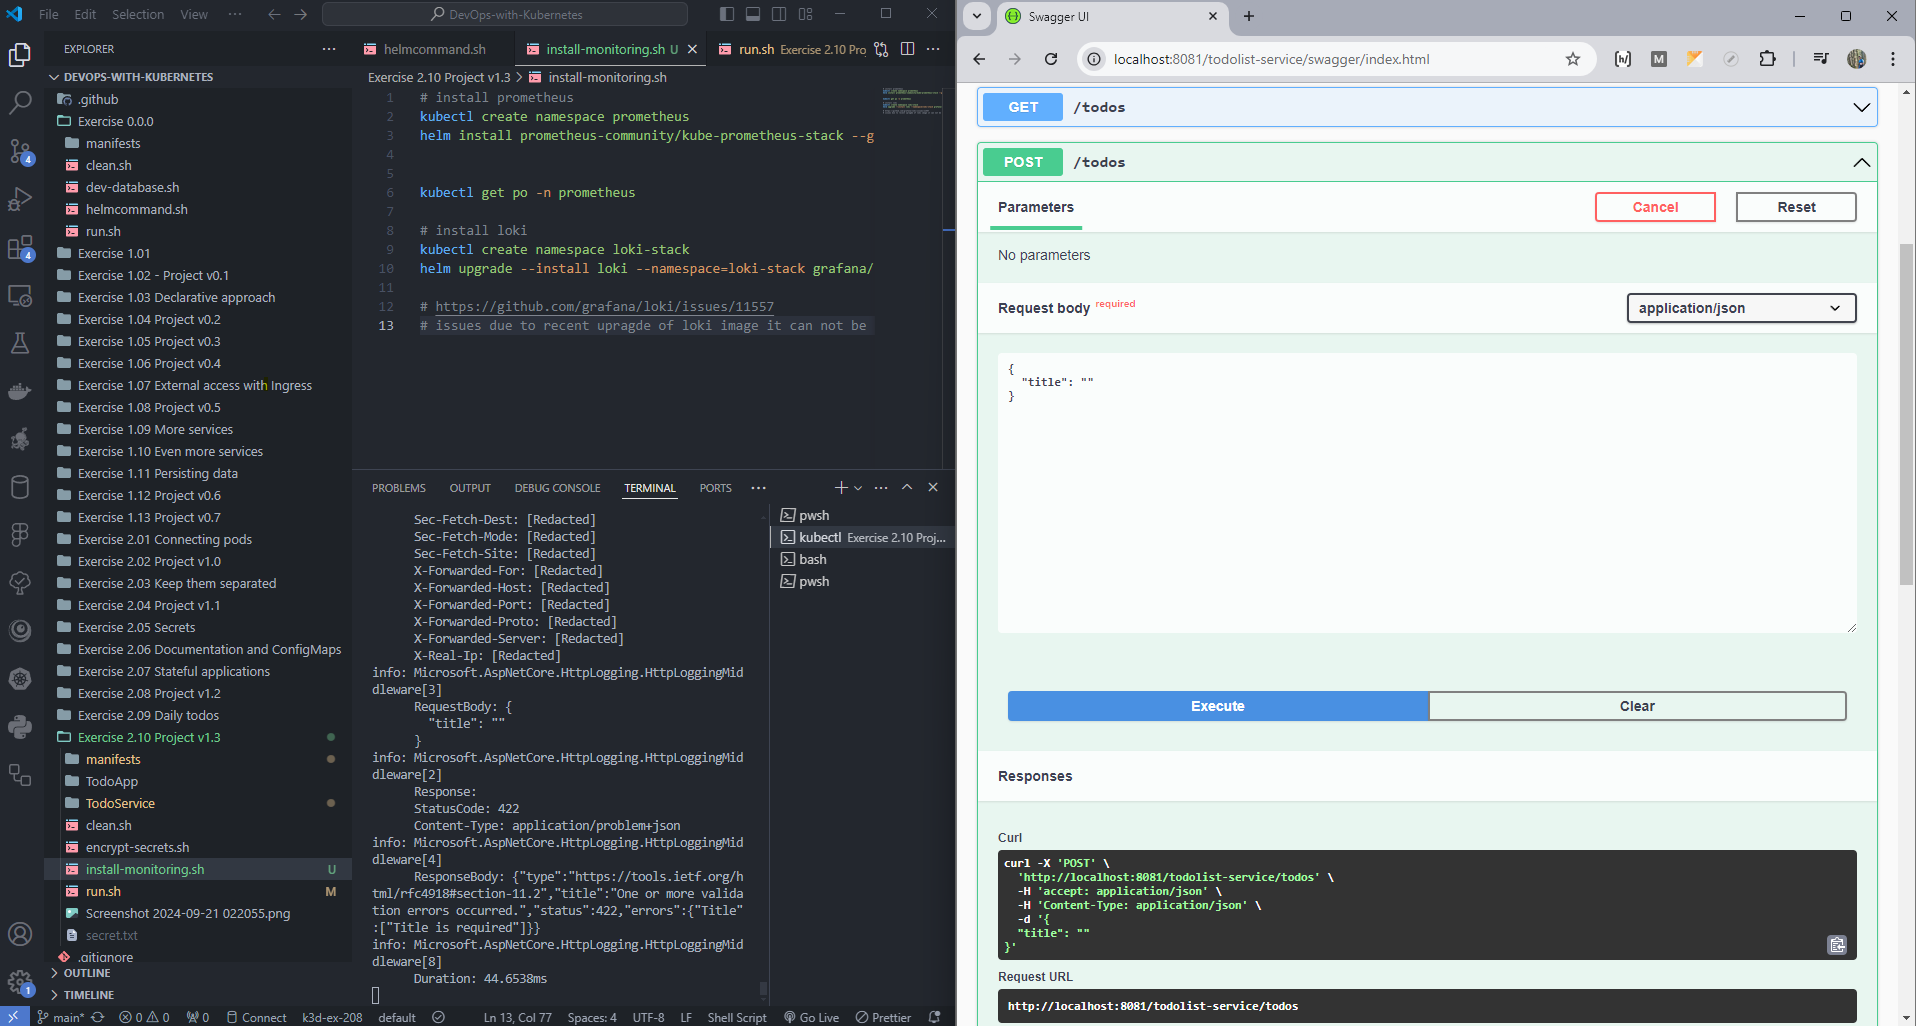 File Edit Selection View ··· DevOps-with-Kubernetes
EXPLORER ···
DEVOPS-WITH-KUBERNETES
.github
Exercise 0.0.0
manifests
clean.sh
dev-database.sh
helmcommand.sh
run.sh
Exercise 1.01
Exercise 1.02 - Project v0.1
Exercise 1.03 Declarative approach
Exercise 1.04 Project v0.2
Exercise 1.05 Project v0.3
Exercise 1.06 Project v0.4
Exercise 1.07 External access with Ingress
Exercise 1.08 Project v0.5
Exercise 1.09 More services
Exercise 1.10 Even more services
Exercise 1.11 Persisting data
Exercise 1.12 Project v0.6
Exercise 1.13 Project v0.7
Exercise 2.01 Connecting pods
Exercise 2.02 Project v1.0
Exercise 2.03 Keep them separated
Exercise 2.04 Project v1.1
Exercise 2.05 Secrets
Exercise 2.06 Documentation and ConfigMaps
Exercise 2.07 Stateful applications
Exercise 2.08 Project v1.2
Exercise 2.09 Daily todos
Exercise 2.10 Project v1.3
manifests
TodoApp
TodoService
clean.sh
encrypt-secrets.sh
install-monitoring.sh U
run.sh M
Screenshot 2024-09-21 022055.png
secret.txt
.gitignore
OUTLINE
TIMELINE
4
4
1
helmcommand.sh install-monitoring.sh U run.sh Exercise 2.10 Pro
Exercise 2.10 Project v1.3 > install-monitoring.sh
1 # install prometheus
2 kubectl create namespace prometheus
3 helm install prometheus-community/kube-prometheus-stack --g
4
5
6 kubectl get po -n prometheus
7
8 # install loki
9 kubectl create namespace loki-stack
10 helm upgrade --install loki --namespace=loki-stack grafana/
11
12 # https://github.com/grafana/loki/issues/11557
13 # issues due to recent upragde of loki image it can not be
PROBLEMS OUTPUT DEBUG CONSOLE TERMINAL PORTS ···
Sec-Fetch-Dest: [Redacted]
Sec-Fetch-Mode: [Redacted]
Sec-Fetch-Site: [Redacted]
X-Forwarded-For: [Redacted]
X-Forwarded-Host: [Redacted]
X-Forwarded-Port: [Redacted]
X-Forwarded-Proto: [Redacted]
X-Forwarded-Server: [Redacted]
X-Real-Ip: [Redacted]
info: Microsoft.AspNetCore.HttpLogging.HttpLoggingMid
dleware[3]
RequestBody: {
"title": ""
}
info: Microsoft.AspNetCore.HttpLogging.HttpLoggingMid
dleware[2]
Response:
StatusCode: 422
Content-Type: application/problem+json
info: Microsoft.AspNetCore.HttpLogging.HttpLoggingMid
dleware[4]
ResponseBody: {"type":"https://tools.ietf.org/h
tml/rfc4918#section-11.2","title":"One or more valida
tion errors occurred.","status":422,"errors":{"Title"
:["Title is required"]}}
info: Microsoft.AspNetCore.HttpLogging.HttpLoggingMid
dleware[8]
Duration: 44.6538ms
pwsh
kubectl Exercise 2.10 Proj...
bash
pwsh
main* 0 0 0 Connect k3d-ex-208 default Ln 13, Col 77 Spaces: 4 UTF-8 LF Shell Script Go Live Prettier
Swagger UI
localhost:8081/todolist-service/swagger/index.html
GET /todos
POST /todos
Parameters
Cancel
Reset
No parameters
Request body required
application/json
{
"title": ""
}
Execute
Clear
Responses
Curl
curl -X 'POST' \
'http://localhost:8081/todolist-service/todos' \
-H 'accept: application/json' \
-H 'Content-Type: application/json' \
-d '{
"title": ""
}'
Request URL
http://localhost:8081/todolist-service/todos